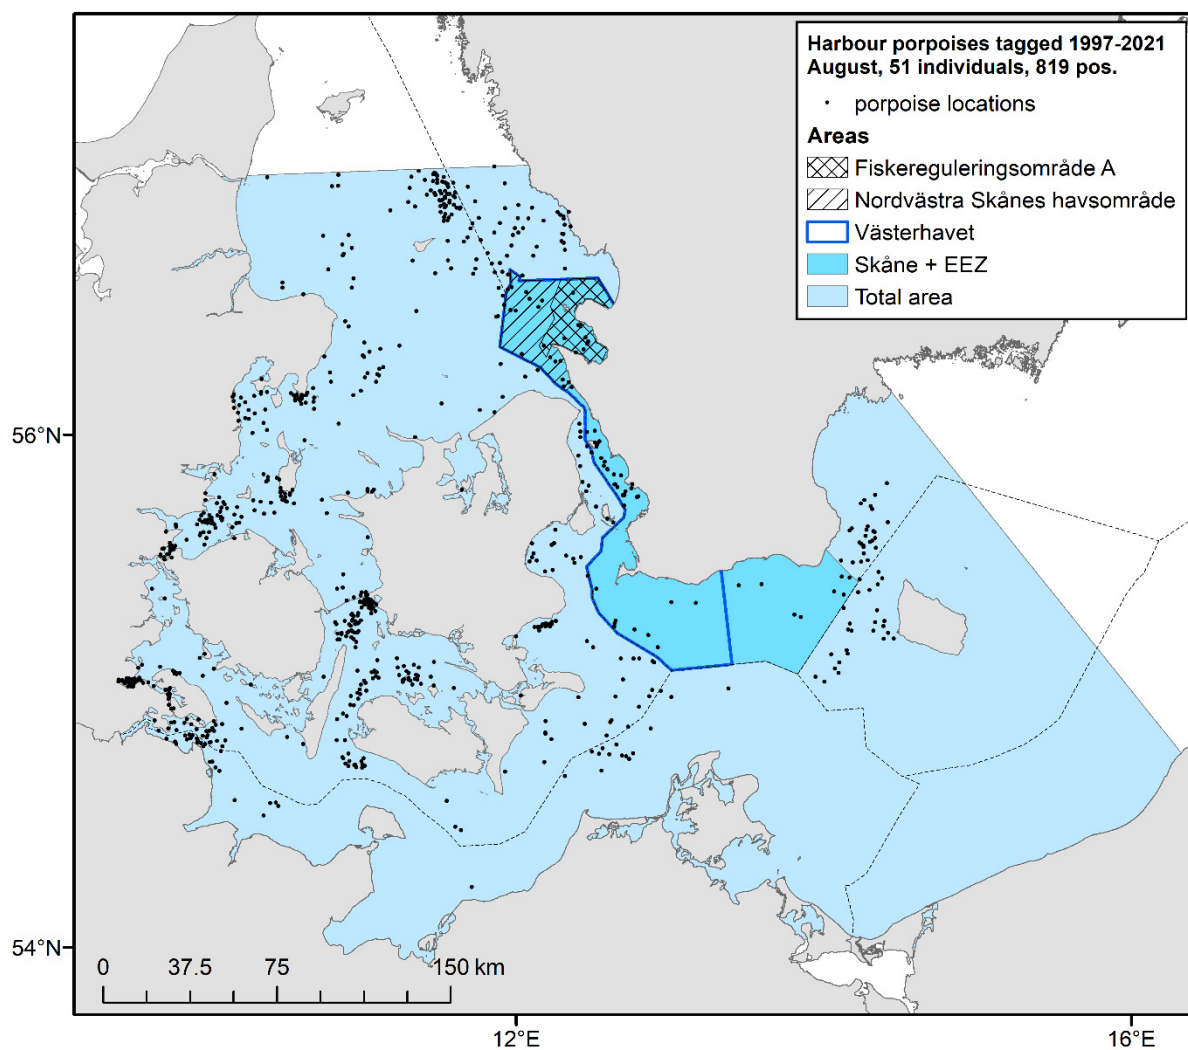 Harbour porpoises tagged 1997-2021
August, 51 individuals, 819 pos.
porpoise locations
Areas
Fiskereguleringsområde A
Nordvästra Skånes havsområde
Västerhavet
Skåne + EEZ
Total area
56°N
54°N
0 37.5 75 150 km
12°E 16°E